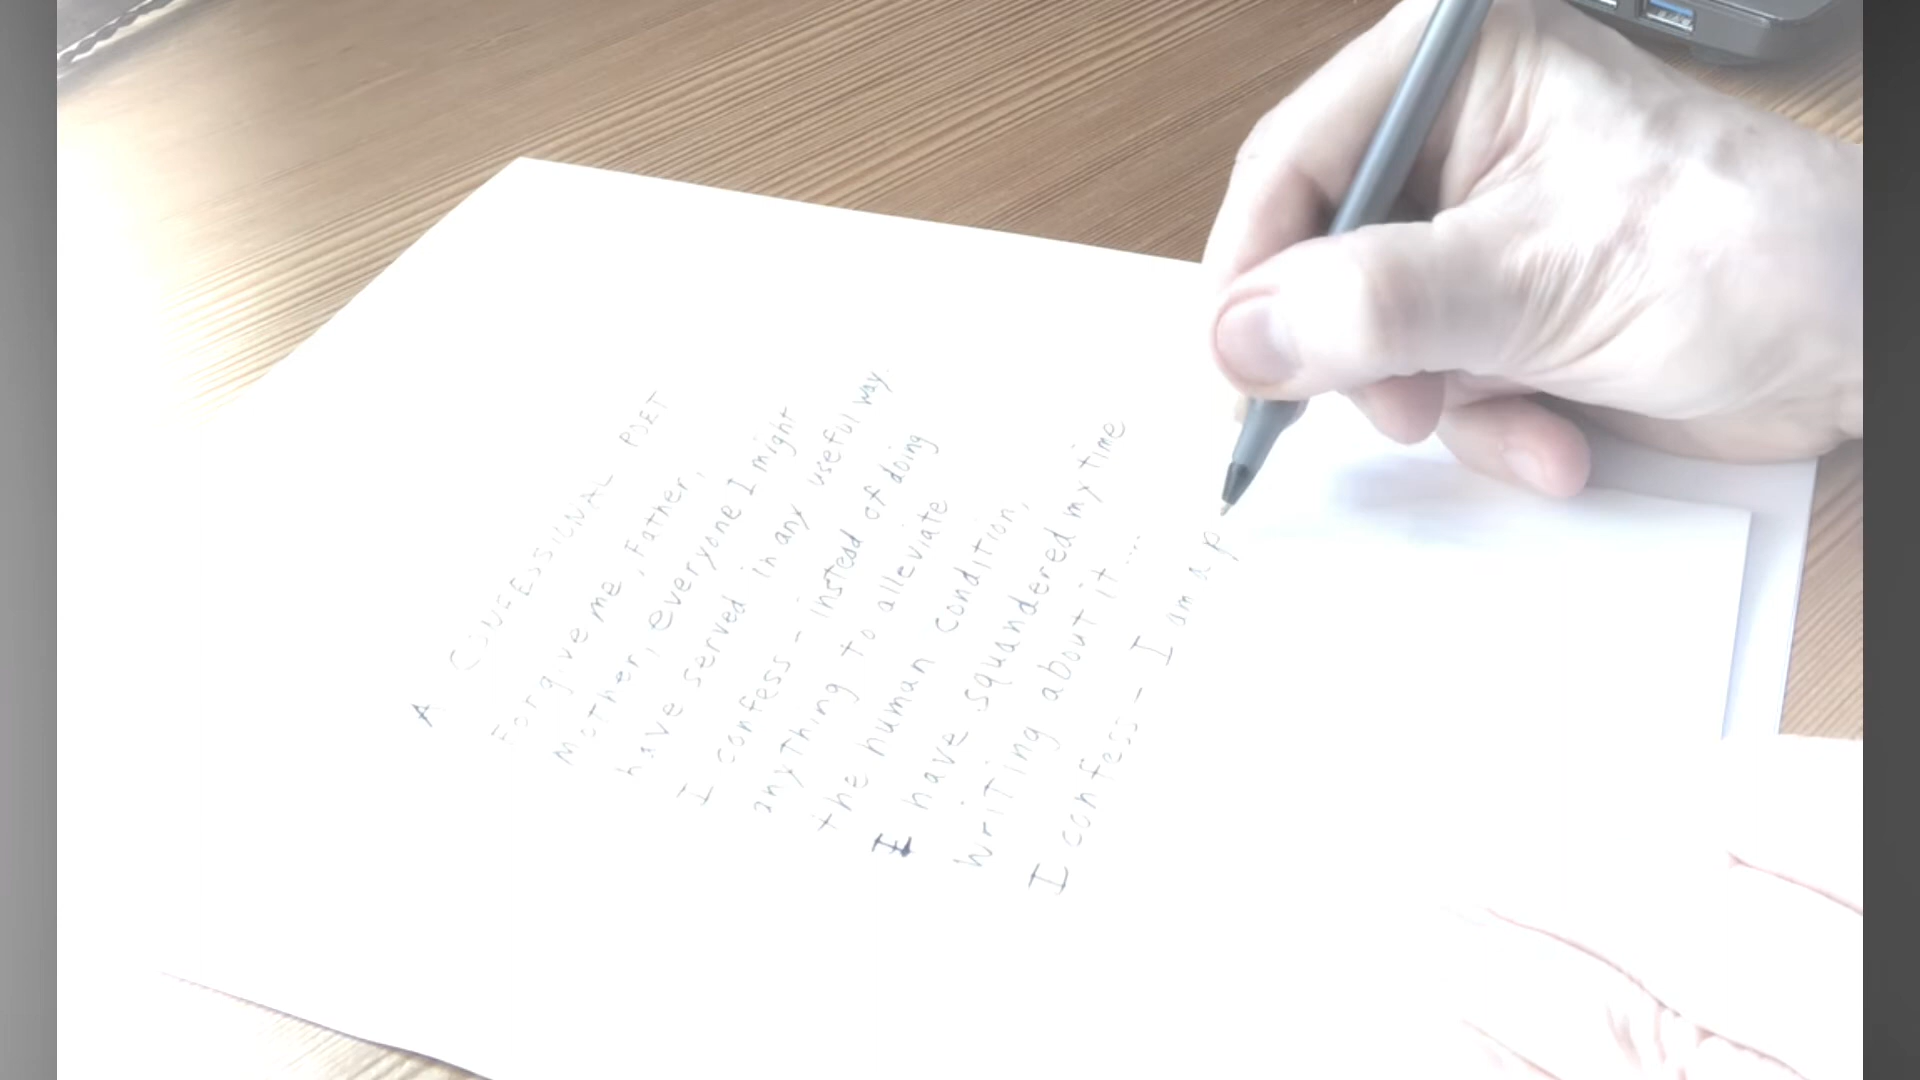 A CONFESSIONAL POET
Forgive me, Father,
Mother, everyone I might
have served in any useful way.
I confess - instead of doing
anything to alleviate
the human condition,
I have squandered my time
writing about it....
I confess - I am a p